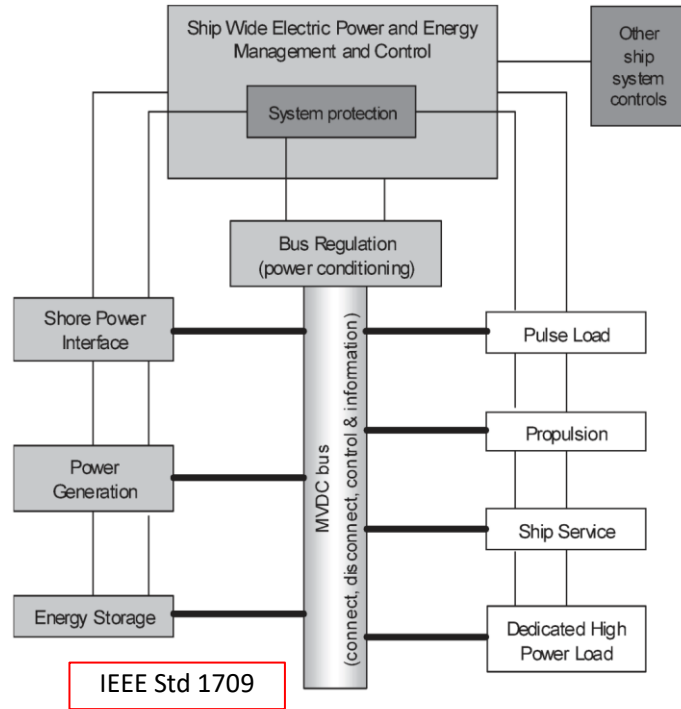 Ship Wide Electric Power and Energy
Management and Control
System protection
Other
ship
system
controls
Bus Regulation
(power conditioning)
Shore Power
Interface
Power
Generation
Energy Storage
MVDC bus
(connect, disconnect, control & information)
Pulse Load
Propulsion
Ship Service
Dedicated High
Power Load
IEEE Std 1709